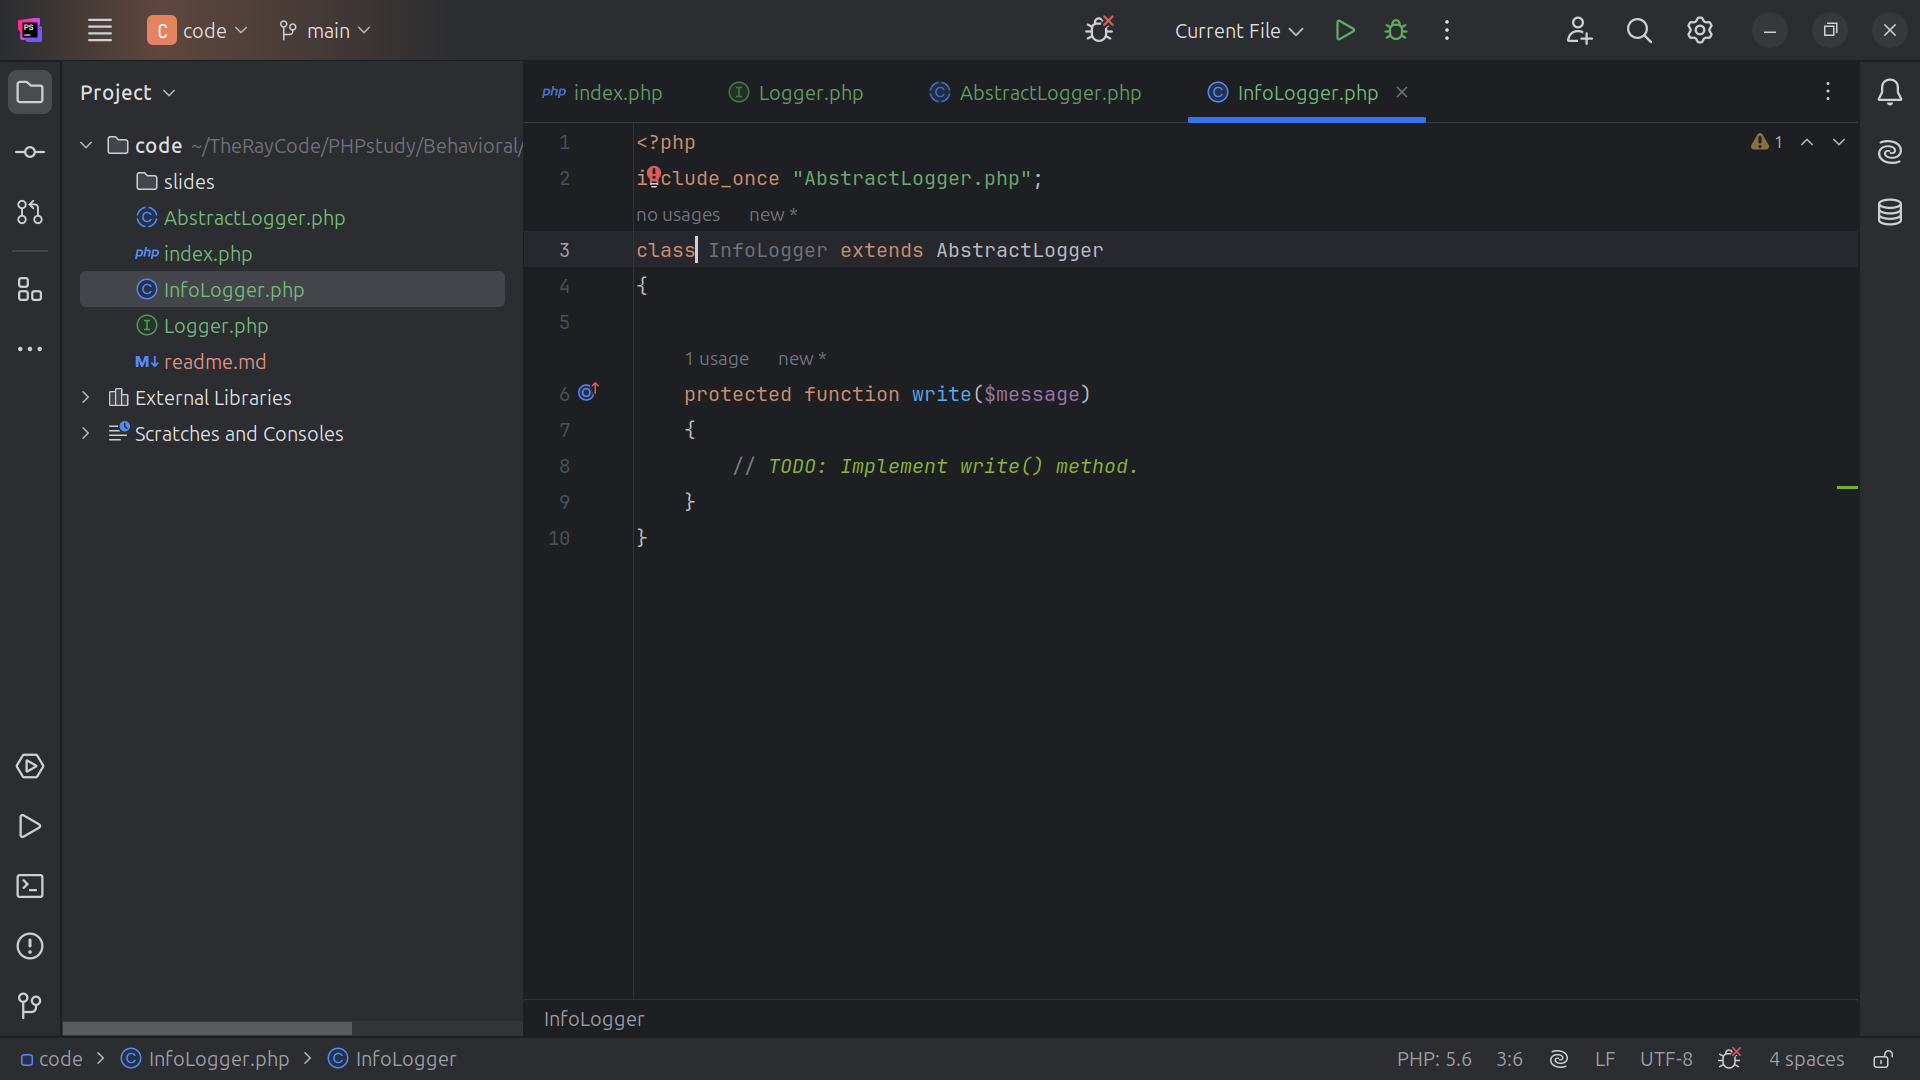 PS
C code main
Current File
Project
code ~/TheRayCode/PHPstudy/Behavioral/
slides
AbstractLogger.php
index.php
InfoLogger.php
Logger.php
readme.md
External Libraries
Scratches and Consoles
php index.php Logger.php AbstractLogger.php InfoLogger.php
1 <?php
2 include_once "AbstractLogger.php";
no usages new *
3 class InfoLogger extends AbstractLogger
4 {
5
1 usage new *
6 protected function write($message)
7 {
8 // TODO: Implement write() method.
9 }
10 }
1
InfoLogger
code > InfoLogger.php > InfoLogger
PHP: 5.6 3:6 LF UTF-8 4 spaces